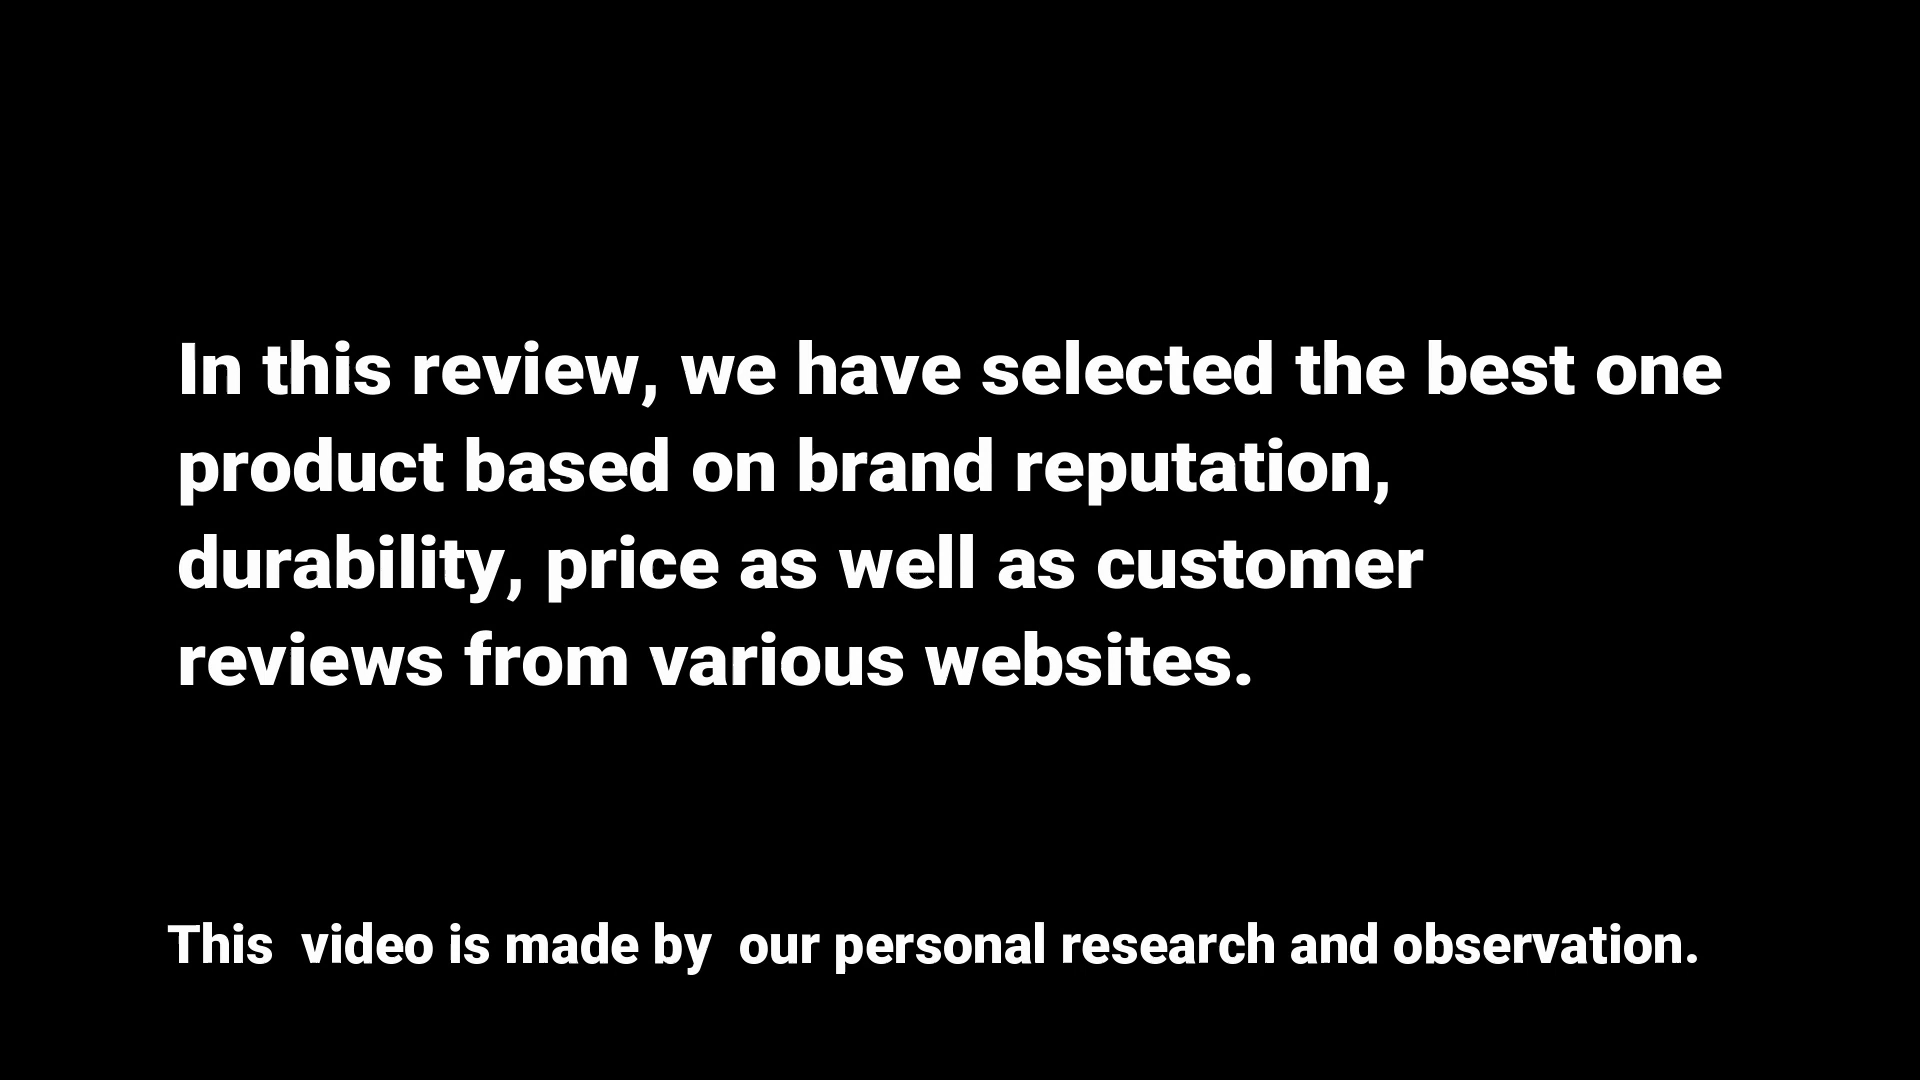 In this review, we have selected the best one
product based on brand reputation,
durability, price as well as customer
reviews from various websites.
This  video is made by  our personal research and observation.